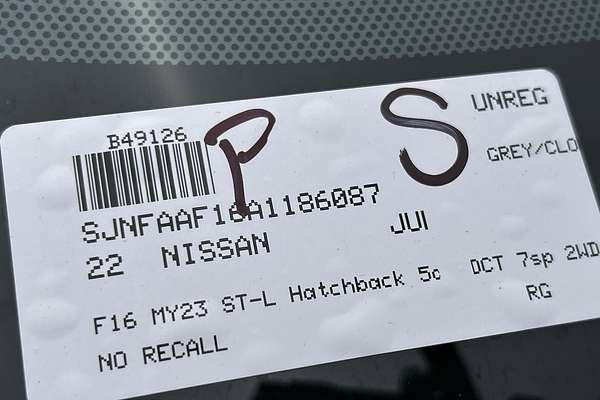 B49126 P S UNREG
GREY/CLO
SJNFAAF16A1186087
22 NISSAN JUI
F16 MY23 ST-L Hatchback 5c DCT 7sp 2WD
NO RECALL RG